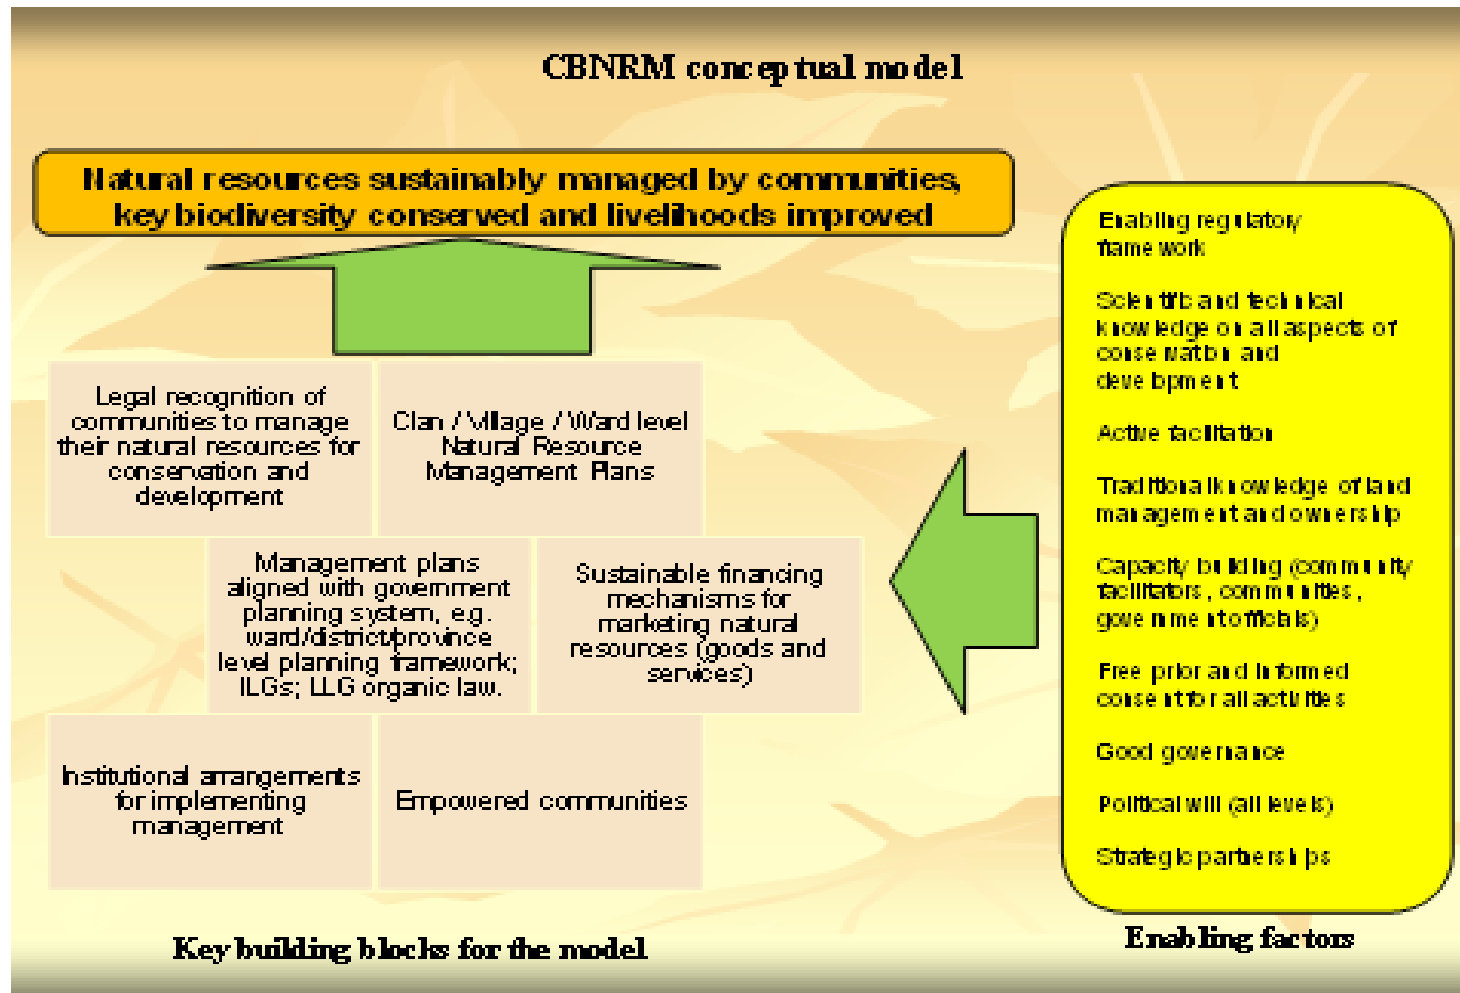 CBNRM conceptual model
Natural resources sustainably managed by communities,
key biodiversity conserved and livelihoods improved
Legal recognition of
communities to manage
their natural resources for
conservation and
development
Clan / Village / Ward level
Natural Resource
Management Plans
Management plans
aligned with government
planning system, e.g.
ward/district/province
level planning framework;
ILGs; LLG organic law.
Sustainable financing
mechanisms for
marketing natural
resources (goods and
services)
Institutional arrangements
for implementing
management
Empowered communities
Key building blocks for the model
Enabling regulatory
framework
Scientific and technical
knowledge on all aspects of
conservation and
development
Active facilitation
Traditional knowledge of land
management and ownership
Capacity building (community
facilitators, communities,
government officials)
Free prior and informed
consent for all activities
Good governance
Political will (all levels)
Strategic partnerships
Enabling factors